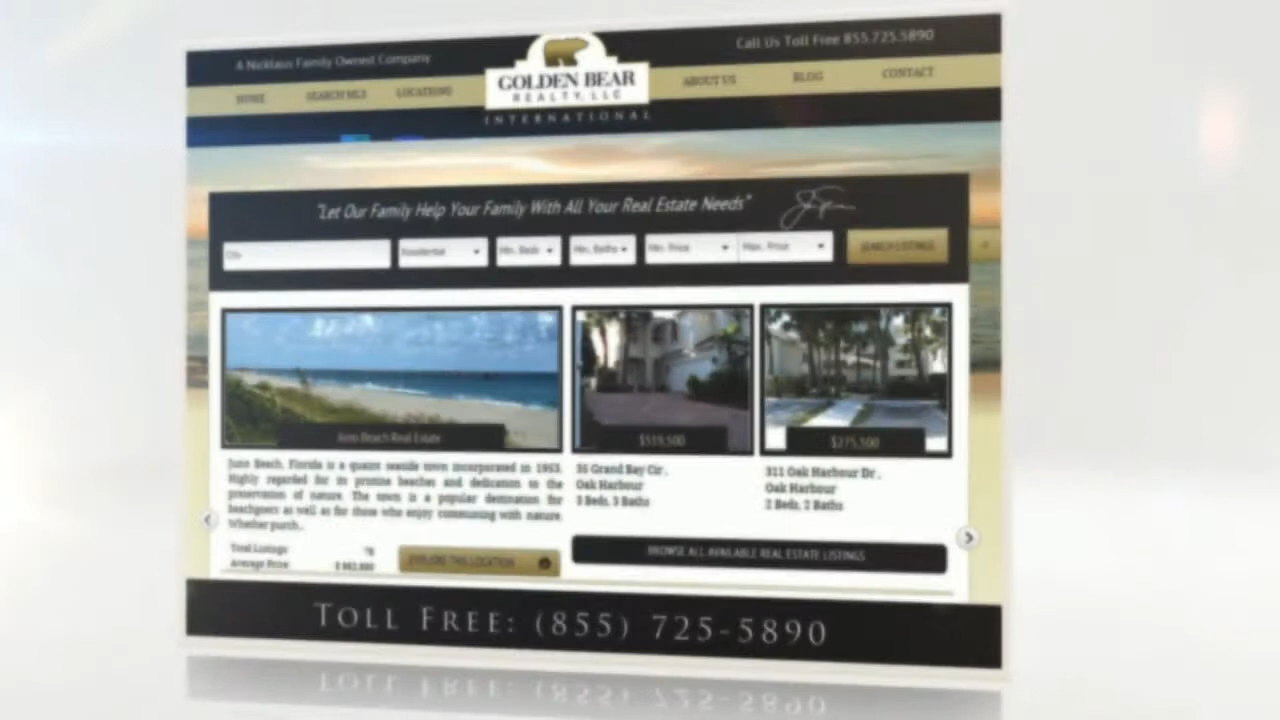 A Nicklaus Family Owned Company
Call Us Toll Free 855.725.5890
HOME SEARCH MLS LOCATIONS
GOLDEN BEAR
REALTY, LLC
INTERNATIONAL
ABOUT US BLOG CONTACT
"Let Our Family Help Your Family With All Your Real Estate Needs"
City
Residential
Min. Beds
Min. Baths
Min. Price
Max. Price
SEARCH LISTINGS
Juno Beach Real Estate
Juno Beach, Florida is a quaint seaside town incorporated in 1953.
Highly regarded for its pristine beaches and dedication to the
preservation of nature. The town is a popular destination for
beachgoers as well as for those who enjoy communing with nature.
Whether purch...
Total Listings:
Average Price:
EXPLORE THIS LOCATION
$539,500
Grand Bay Cir.,
Oak Harbour
3 Beds, 3 Baths
$275,500
311 Oak Harbour Dr.,
Oak Harbour
2 Beds, 2 Baths
BROWSE ALL AVAILABLE REAL ESTATE LISTINGS
TOLL FREE: (855) 725-5890